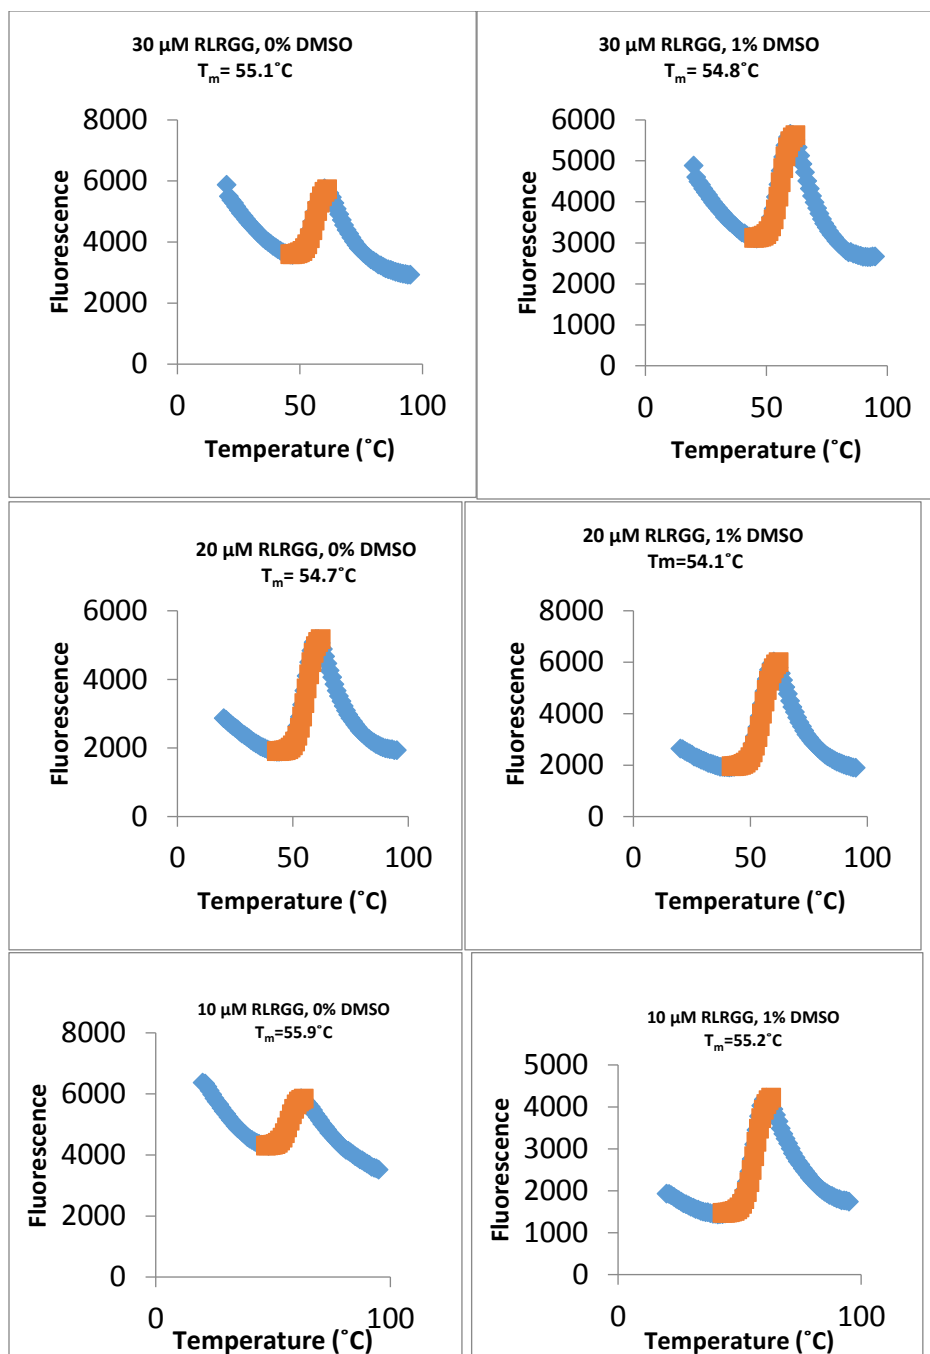 30 µM RLRGG, 0% DMSO
Tm= 55.1˚C
8000
6000
4000
2000
0
0 50 100
Fluorescence
Temperature (˚C)
30 µM RLRGG, 1% DMSO
Tm= 54.8˚C
6000
5000
4000
3000
2000
1000
0
0 50 100
Fluorescence
Temperature (˚C)
20 µM RLRGG, 0% DMSO
Tm= 54.7˚C
6000
4000
2000
0
0 50 100
Fluorescence
Temperature (˚C)
20 µM RLRGG, 1% DMSO
Tm=54.1˚C
8000
6000
4000
2000
0
0 50 100
Fluorescence
Temperature (˚C)
10 µM RLRGG, 0% DMSO
Tm=55.9˚C
8000
6000
4000
2000
0
0 100
Fluorescence
Temperature (˚C)
10 µM RLRGG, 1% DMSO
Tm=55.2˚C
5000
4000
3000
2000
1000
0
0 100
Fluorescence
Temperature (˚C)